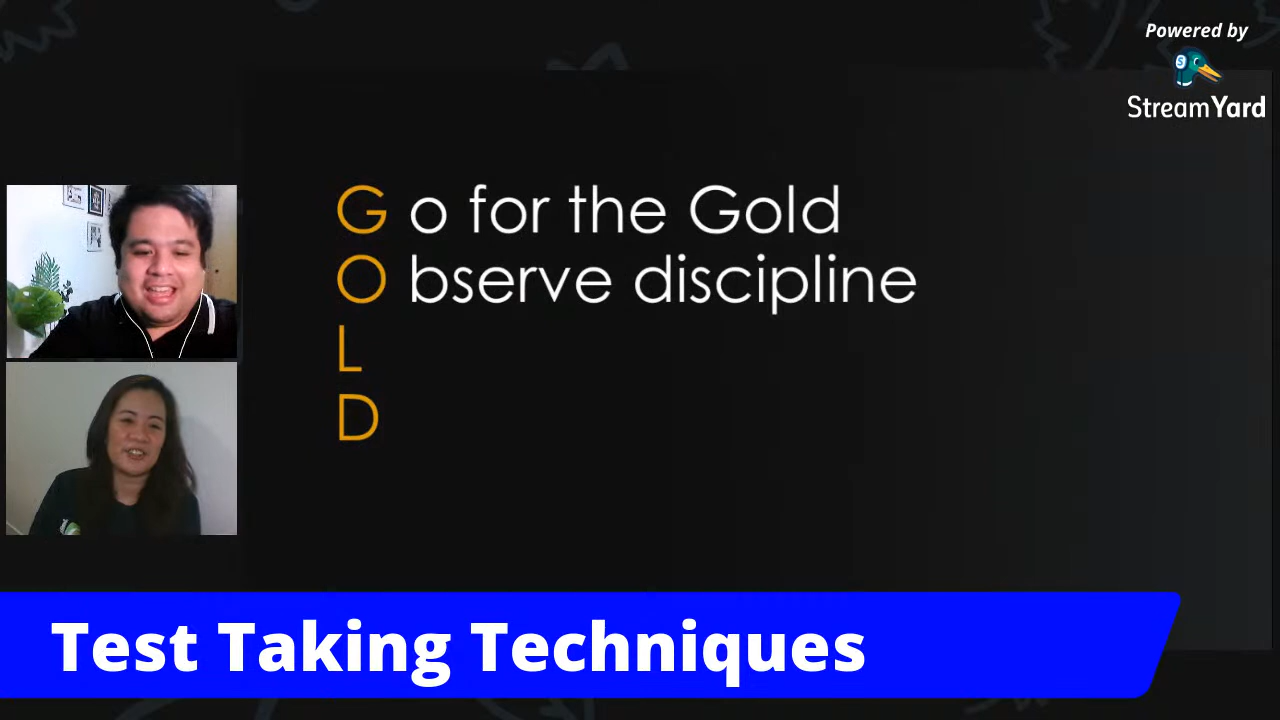 Powered by
StreamYard
G o for the Gold
O bserve discipline
L
D
Test Taking Techniques